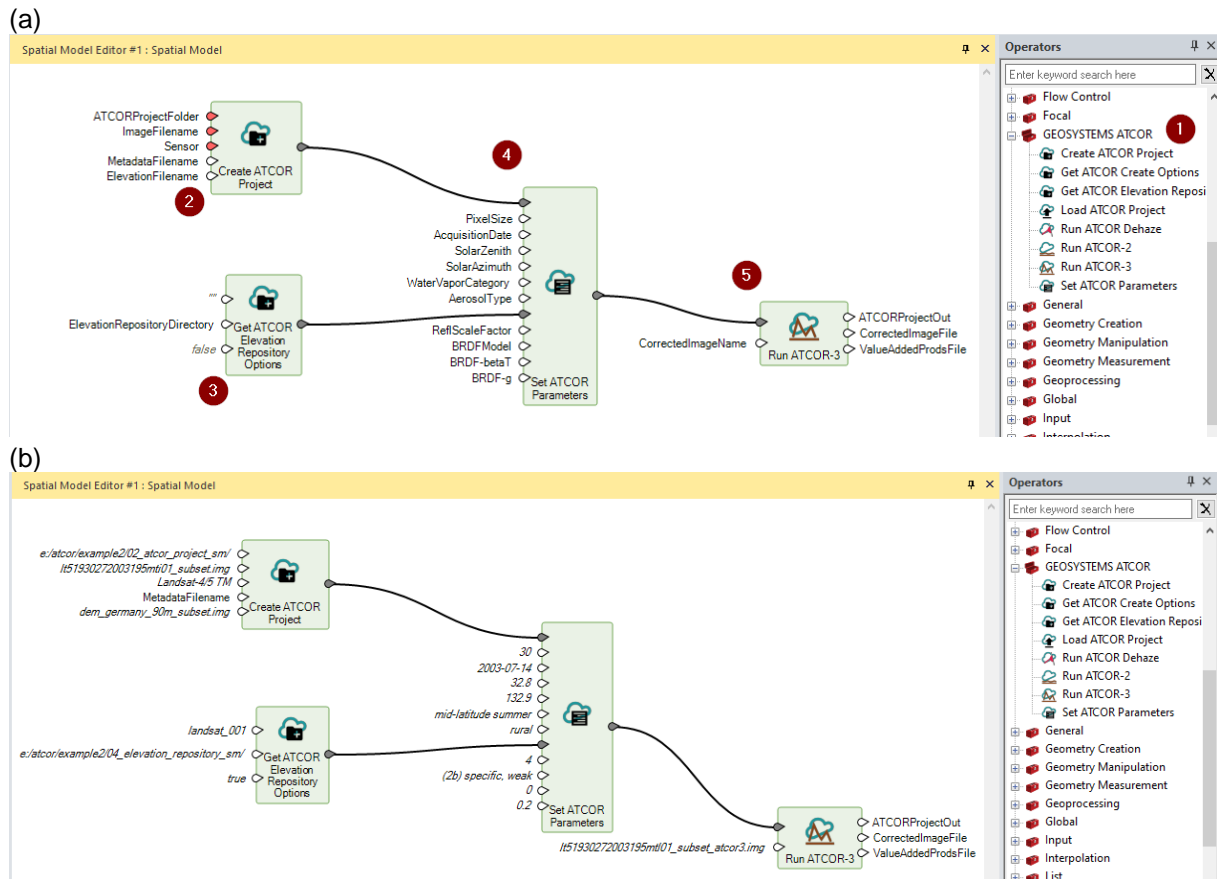 (a)
Spatial Model Editor #1 : Spatial Model
Operators
Enter keyword search here
Flow Control
Focal
GEOSYSTEMS ATCOR
1
Create ATCOR Project
Get ATCOR Create Options
Get ATCOR Elevation Reposi
Load ATCOR Project
Run ATCOR Dehaze
Run ATCOR-2
Run ATCOR-3
Set ATCOR Parameters
General
Geometry Creation
Geometry Manipulation
Geometry Measurement
Geoprocessing
Global
Input
Interpolation
ATCORProjectFolder
ImageFilename
Sensor
MetadataFilename
ElevationFilename
Create ATCOR
Project
2
""
ElevationRepositoryDirectory
false
Get ATCOR
Elevation
Repository
Options
3
4
PixelSize
AcquisitionDate
SolarZenith
SolarAzimuth
WaterVaporCategory
AerosolType
ReflScaleFactor
BRDFModel
BRDF-betaT
BRDF-g
Set ATCOR
Parameters
5
CorrectedImageName
Run ATCOR-3
ATCORProjectOut
CorrectedImageFile
ValueAddedProdsFile
(b)
Spatial Model Editor #1 : Spatial Model
Operators
Enter keyword search here
Flow Control
Focal
GEOSYSTEMS ATCOR
Create ATCOR Project
Get ATCOR Create Options
Get ATCOR Elevation Reposi
Load ATCOR Project
Run ATCOR Dehaze
Run ATCOR-2
Run ATCOR-3
Set ATCOR Parameters
General
Geometry Creation
Geometry Manipulation
Geometry Measurement
Geoprocessing
Global
Input
Interpolation
List
e:/atcor/example2/02_atcor_project_sm/
lt51930272003195mti01_subset.img
Landsat-4/5 TM
MetadataFilename
dem_germany_90m_subset.img
Create ATCOR
Project
landsat_001
e:/atcor/example2/04_elevation_repository_sm/
true
Get ATCOR
Elevation
Repository
Options
30
2003-07-14
32.8
132.9
mid-latitude summer
rural
4
(2b) specific, weak
0
0.2
Set ATCOR
Parameters
lt51930272003195mtl01_subset_atcor3.img
Run ATCOR-3
ATCORProjectOut
CorrectedImageFile
ValueAddedProdsFile